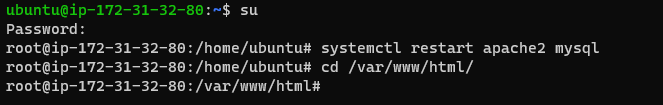 ubuntu@ip-172-31-32-80:~$ su
Password:
root@ip-172-31-32-80:/home/ubuntu# systemctl restart apache2 mysql
root@ip-172-31-32-80:/home/ubuntu# cd /var/www/html/
root@ip-172-31-32-80:/var/www/html#